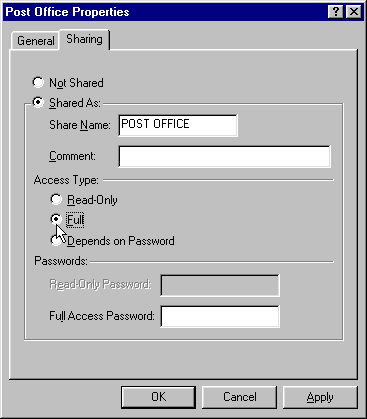 Post Office Properties
General Sharing
Not Shared
Shared As:
Share Name: POST OFFICE
Comment:
Access Type:
Read-Only
Full
Depends on Password
Passwords:
Read-Only Password:
Full Access Password:
OK Cancel Apply